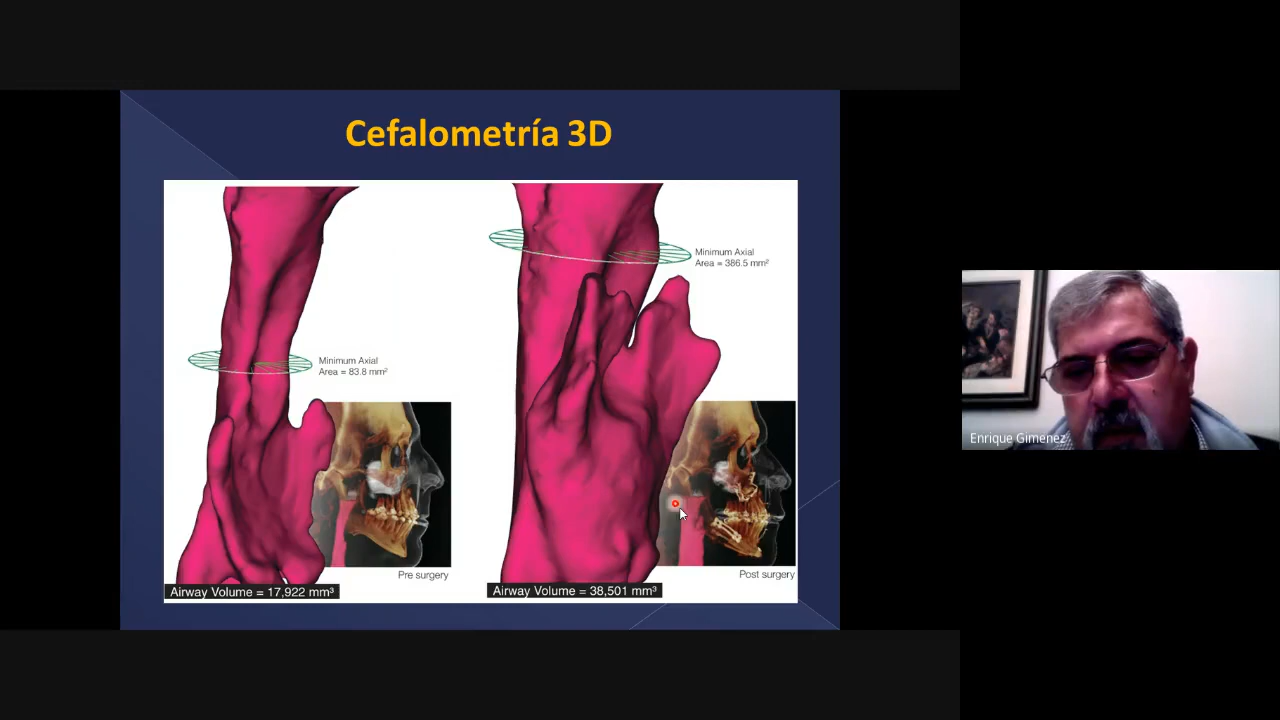 Cefalometría 3D
Minimum Axial
Area = 386.5 mm²
Minimum Axial
Area = 83.8 mm²
Pre surgery
Post surgery
Airway Volume = 17,922 mm³
Airway Volume = 38,501 mm³
Enrique Gimenez